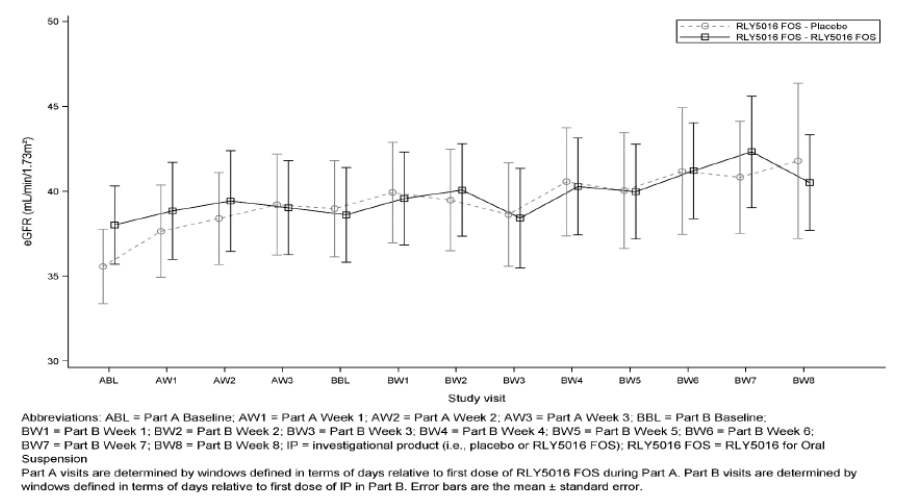 50
45
40
35
30
eGFR (mL/min/1.73m²)
RLY5016 FOS - Placebo
RLY5016 FOS - RLY5016 FOS
ABL AW1 AW2 AW3 BBL BW1 BW2 BW3 BW4 BW5 BW6 BW7 BW8
Study visit
Abbreviations: ABL = Part A Baseline; AW1 = Part A Week 1; AW2 = Part A Week 2; AW3 = Part A Week 3; BBL = Part B Baseline;
BW1 = Part B Week 1; BW2 = Part B Week 2; BW3 = Part B Week 3; BW4 = Part B Week 4; BW5 = Part B Week 5; BW6 = Part B Week 6;
BW7 = Part B Week 7; BW8 = Part B Week 8; IP = investigational product (i.e., placebo or RLY5016 FOS); RLY5016 FOS = RLY5016 for Oral
Suspension
Part A visits are determined by windows defined in terms of days relative to first dose of RLY5016 FOS during Part A. Part B visits are determined by
windows defined in terms of days relative to first dose of IP in Part B. Error bars are the mean ± standard error.